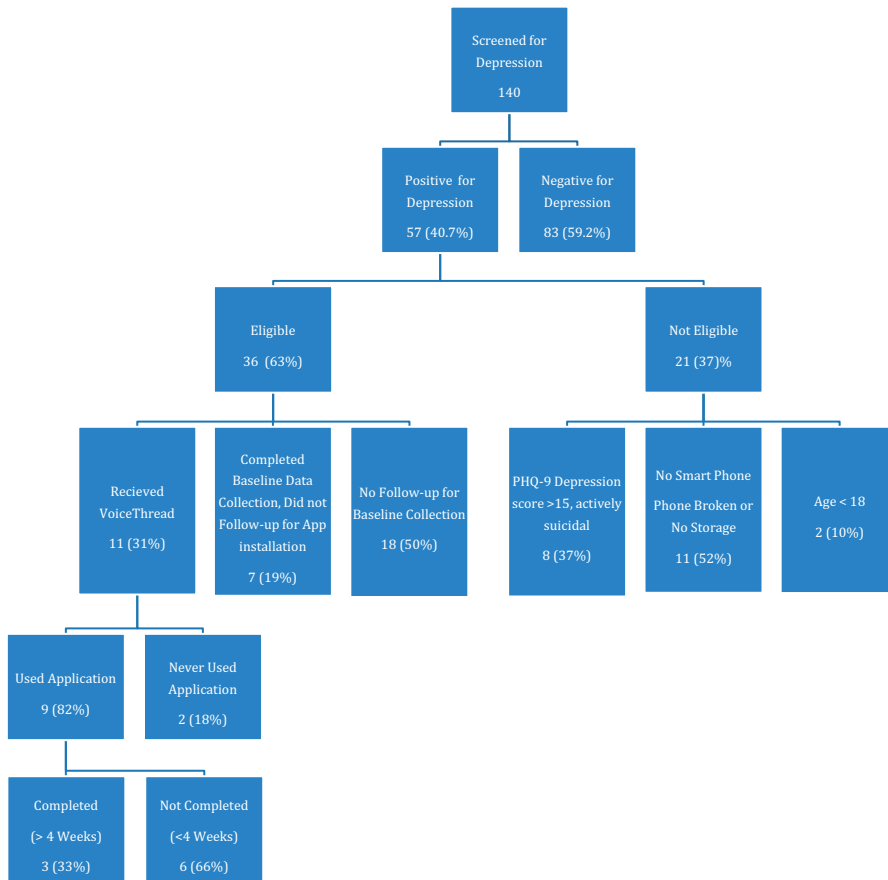 Screened for
Depression
140
Positive for
Depression
57 (40.7%)
Negative for
Depression
83 (59.2%)
Eligible
36 (63%)
Not Eligible
21 (37)%
Recieved
VoiceThread
11 (31%)
Completed
Baseline Data
Collection, Did not
Follow-up for App
installation
7 (19%)
No Follow-up for
Baseline Collection
18 (50%)
PHQ-9 Depression
score >15, actively
suicidal
8 (37%)
No Smart Phone
Phone Broken or
No Storage
11 (52%)
Age < 18
2 (10%)
Used Application
9 (82%)
Never Used
Application
2 (18%)
Completed
(> 4 Weeks)
3 (33%)
Not Completed
(<4 Weeks)
6 (66%)